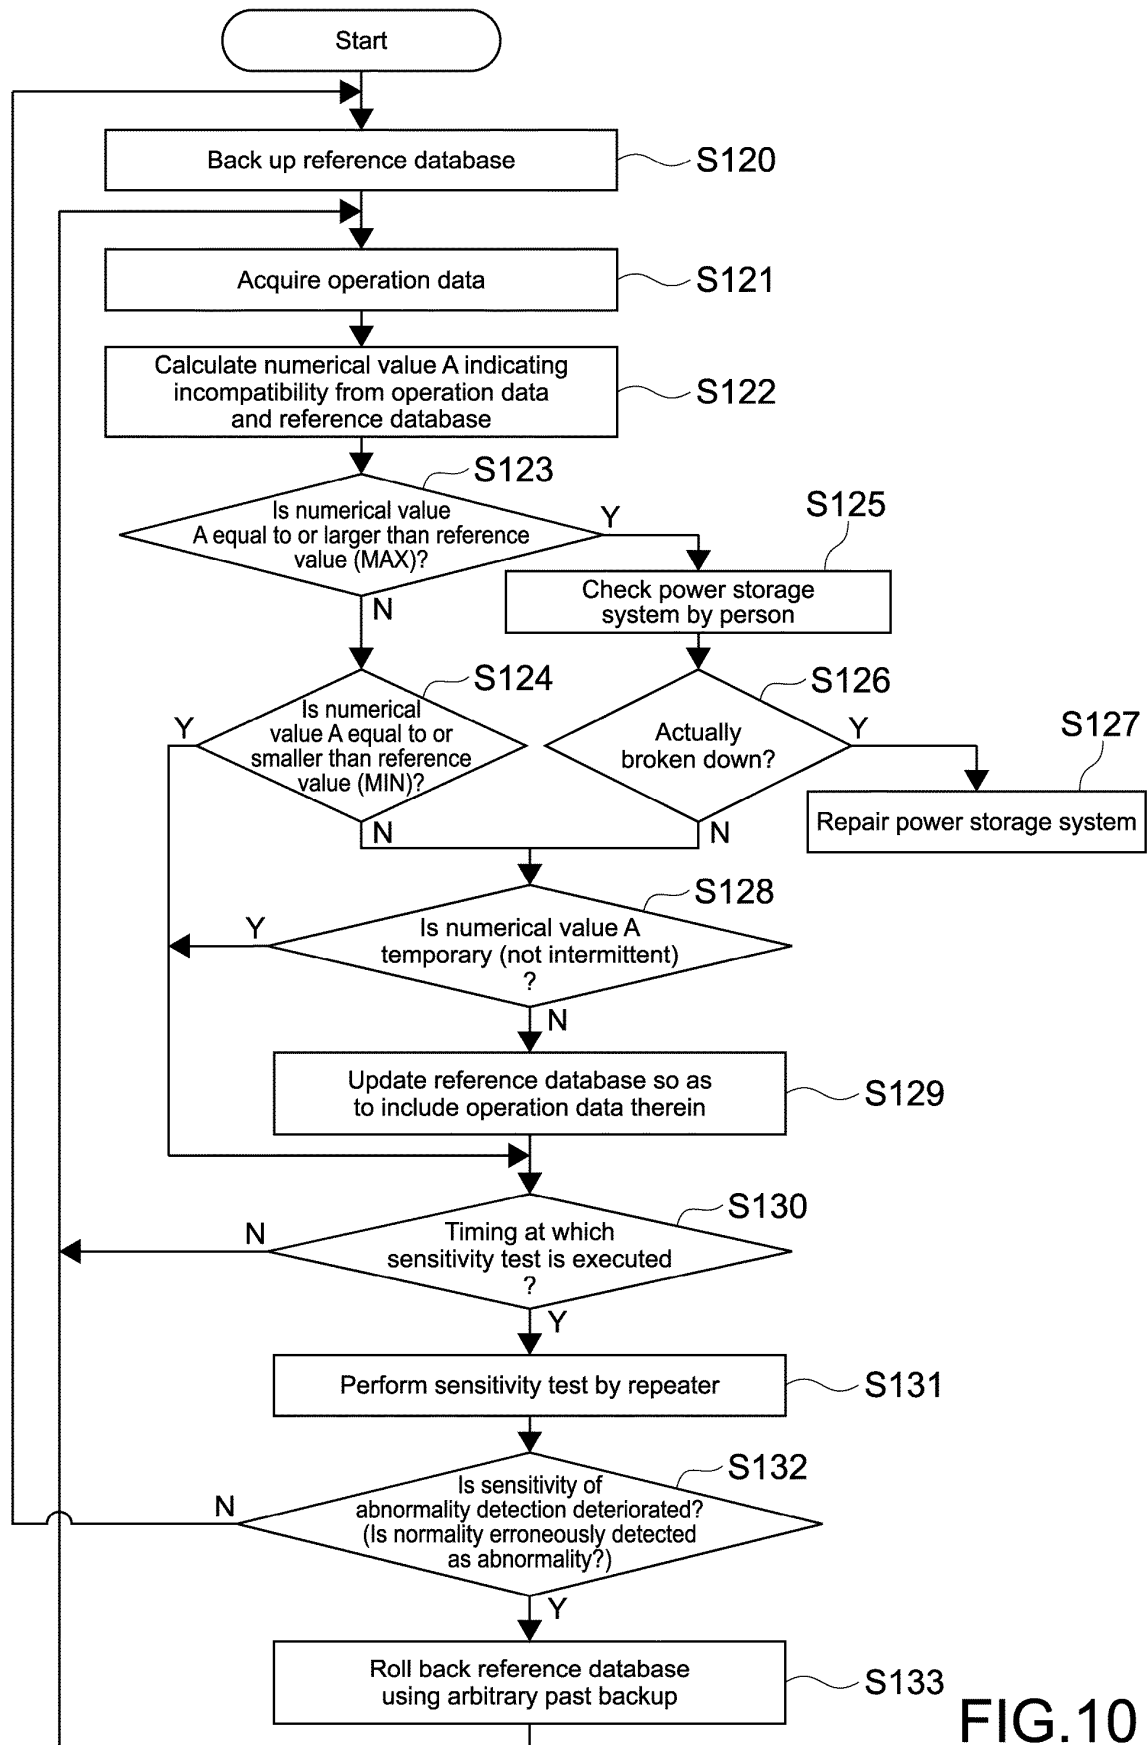 Start
Back up reference database
S120
Acquire operation data
S121
Calculate numerical value A indicating
incompatibility from operation data
and reference database
S122
S123
Is numerical value
A equal to or larger than reference
value (MAX)?
Y
N
S125
Check power storage
system by person
S124
Is numerical
value A equal to or
smaller than reference
value (MIN)?
Y
N
S126
Actually
broken down?
Y
N
S127
Repair power storage system
S128
Is numerical value A
temporary (not intermittent)
?
Y
N
Update reference database so as
to include operation data therein
S129
S130
Timing at which
sensitivity test is executed
?
N
Y
Perform sensitivity test by repeater
S131
S132
Is sensitivity of
abnormality detection deteriorated?
(Is normality erroneously detected
as abnormality?)
N
Y
Roll back reference database
using arbitrary past backup
S133
FIG.10